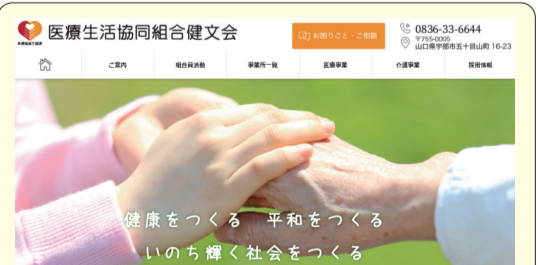 医療生活協同組合健文会
お困りごと・ご相談
0836-33-6644
〒755-0005
山口県宇部市五十目山町 16-23
ご案内
組合員活動
事業所一覧
医療事業
介護事業
採用情報
健康をつくる 平和をつくる
いのち輝く社会をつくる